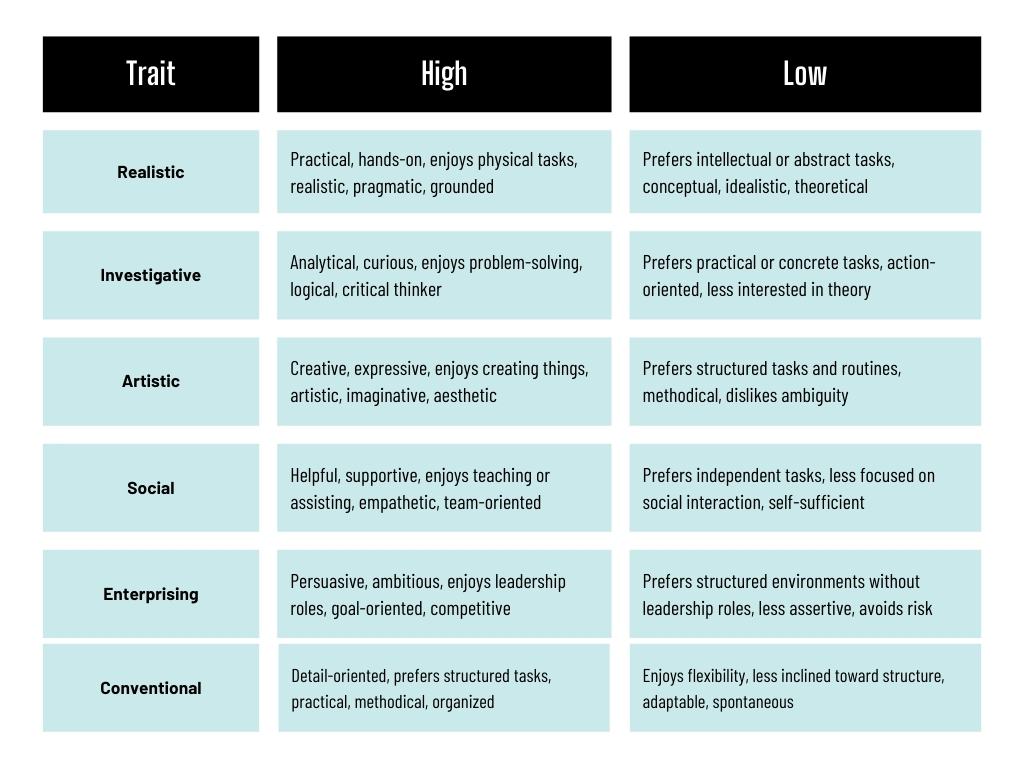 Trait
High
Low
Realistic
Practical, hands-on, enjoys physical tasks,
realistic, pragmatic, grounded
Prefers intellectual or abstract tasks,
conceptual, idealistic, theoretical
Investigative
Analytical, curious, enjoys problem-solving,
logical, critical thinker
Prefers practical or concrete tasks, action-
oriented, less interested in theory
Artistic
Creative, expressive, enjoys creating things,
artistic, imaginative, aesthetic
Prefers structured tasks and routines,
methodical, dislikes ambiguity
Social
Helpful, supportive, enjoys teaching or
assisting, empathetic, team-oriented
Prefers independent tasks, less focused on
social interaction, self-sufficient
Enterprising
Persuasive, ambitious, enjoys leadership
roles, goal-oriented, competitive
Prefers structured environments without
leadership roles, less assertive, avoids risk
Conventional
Detail-oriented, prefers structured tasks,
practical, methodical, organized
Enjoys flexibility, less inclined toward structure,
adaptable, spontaneous